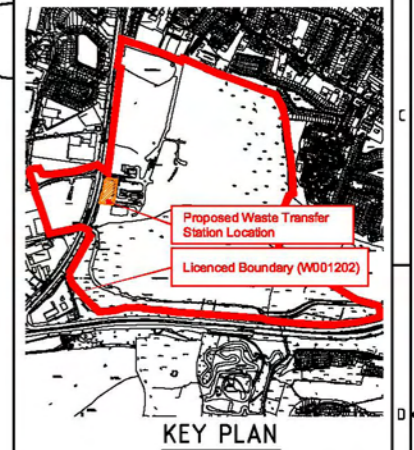 C
Proposed Waste Transfer
Station Location
Licenced Boundary (W001202)
D
KEY PLAN